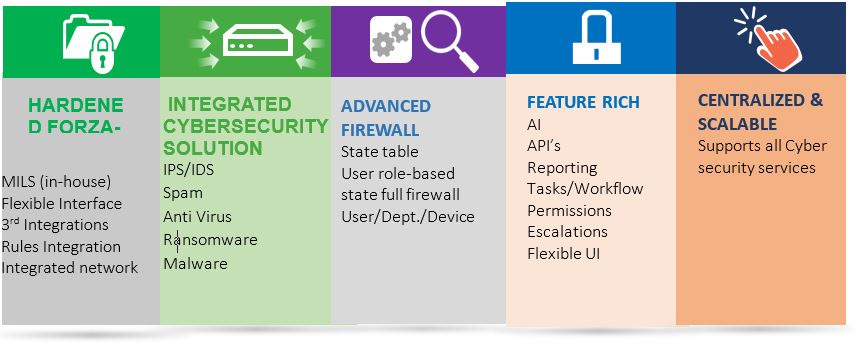 HARDENE
D FORZA-
MILS (in-house)
Flexible Interface
3rd Integrations
Rules Integration
Integrated network
INTEGRATED
CYBERSECURITY
SOLUTION
IPS/IDS
Spam
Anti Virus
Ransomware
Malware
ADVANCED
FIREWALL
State table
User role-based
state full firewall
User/Dept./Device
FEATURE RICH
AI
API's
Reporting
Tasks/Workflow
Permissions
Escalations
Flexible UI
CENTRALIZED &
SCALABLE
Supports all Cyber
security services